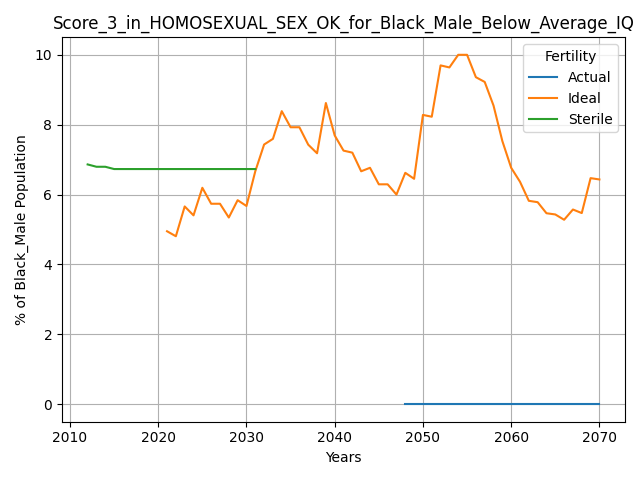 Score_3_in_HOMOSEXUAL_SEX_OK_for_Black_Male_Below_Average_IQ
Fertility
Actual
Ideal
Sterile
% of Black_Male Population
10
8
6
4
2
0
2010 2020 2030 2040 2050 2060 2070
Years